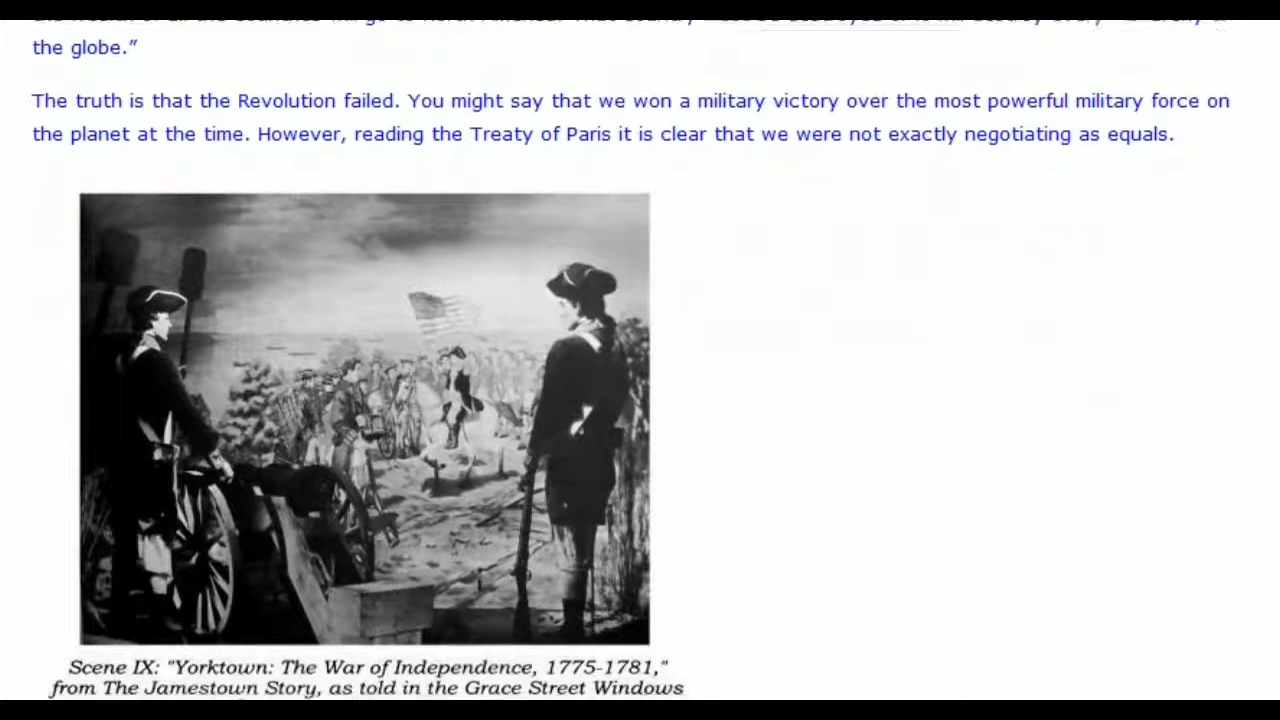 the globe.”
The truth is that the Revolution failed. You might say that we won a military victory over the most powerful military force on
the planet at the time. However, reading the Treaty of Paris it is clear that we were not exactly negotiating as equals.
Scene IX: "Yorktown: The War of Independence, 1775-1781,"
from The Jamestown Story, as told in the Grace Street Windows